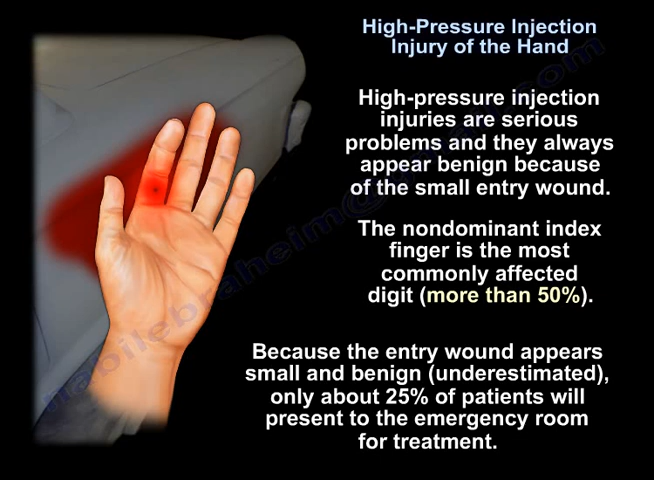 High-Pressure Injection
Injury of the Hand
High-pressure injection
injuries are serious
problems and they always
appear benign because
of the small entry wound.
The nondominant index
finger is the most
commonly affected
digit (more than 50%).
Because the entry wound appears
small and benign (underestimated),
only about 25% of patients will
present to the emergency room
for treatment.